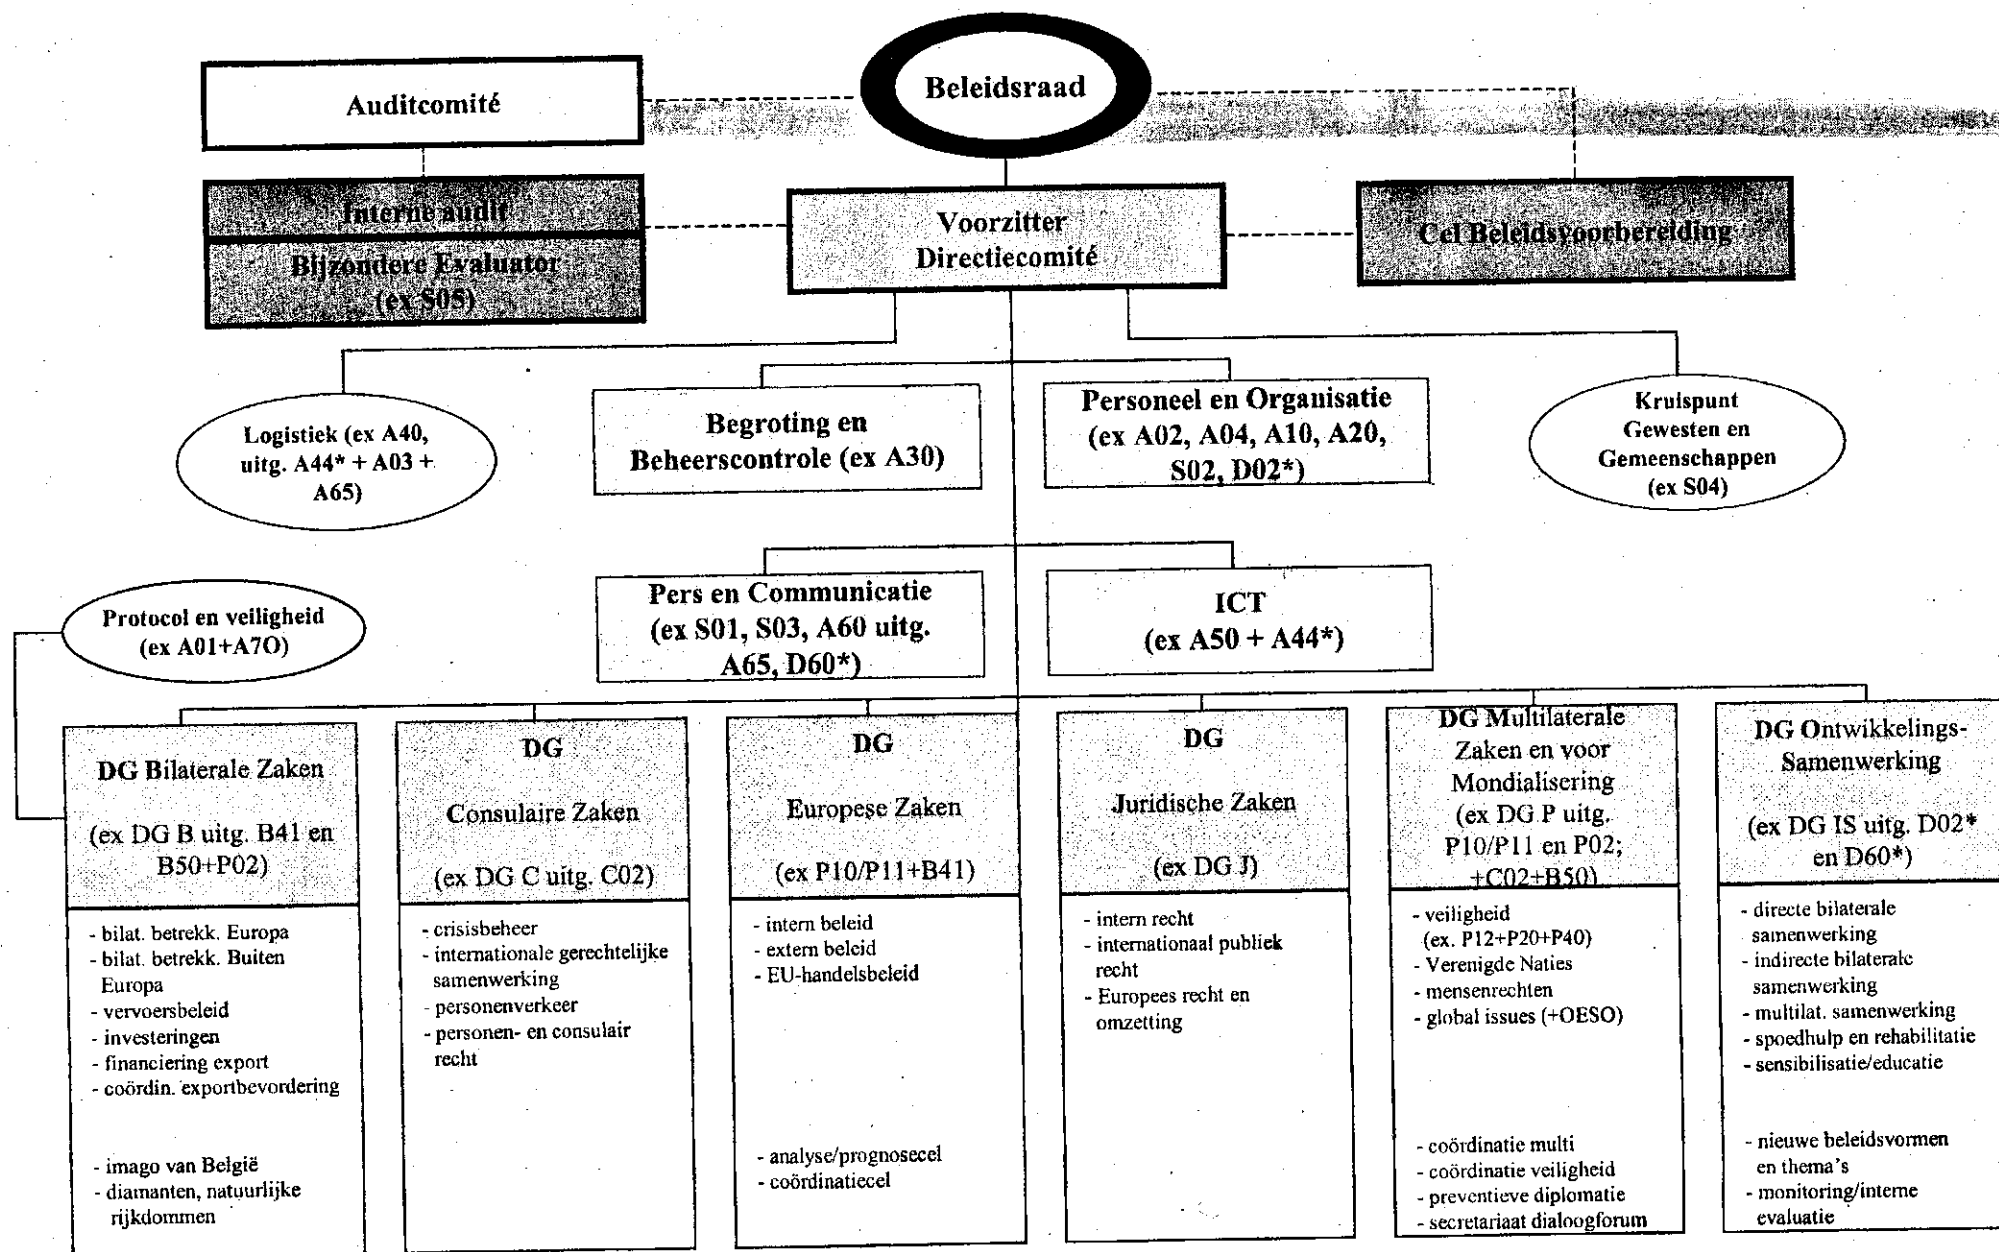 Beleidsraad
Auditcomité
Interne audit
Bijzondere Evaluator
(ex S05)
Voorzitter
Directiecomité
Cel Beleidsvoorbereiding
Logistiek (ex A40,
uitg. A44* + A03 +
A65)
Begroting en
Beheerscontrole (ex A30)
Personeel en Organisatie
(ex A02, A04, A10, A20,
S02, D02*)
Kruispunt
Gewesten en
Gemeenschappen
(ex S04)
Protocol en veiligheid
(ex A01+A7O)
Pers en Communicatie
(ex S01, S03, A60 uitg.
A65, D60*)
ICT
(ex A50 + A44*)
DG Bilaterale Zaken
(ex DG B uitg. B41 en
B50+P02)
- bilat. betrekk. Europa
- bilat. betrekk. Buiten
Europa
- vervoersbeleid
- investeringen
- financiering export
- coördin. exportbevordering
- imago van België
- diamanten, natuurlijke
rijkdommen
DG
Consulaire Zaken
(ex DG C uitg. C02)
- crisisbeheer
- internationale gerechtelijke
samenwerking
- personenverkeer
- personen- en consulair
recht
DG
Europese Zaken
(ex P10/P11+B41)
- intern beleid
- extern beleid
- EU-handelsbeleid
- analyse/prognosecel
- coördinatiecel
DG
Juridische Zaken
(ex DG J)
- intern recht
- internationaal publiek
recht
- Europees recht en
omzetting
DG Multilaterale
Zaken en voor
Mondialisering
(ex DG P uitg.
P10/P11 en P02;
+C02+B50)
- veiligheid
(ex. P12+P20+P40)
- Verenigde Naties
- mensenrechten
- global issues (+OESO)
- coördinatie multi
- coördinatie veiligheid
- preventieve diplomatie
- secretariaat dialoogforum
DG Ontwikkelings-
Samenwerking
(ex DG IS uitg. D02*
en D60*)
- directe bilaterale
samenwerking
- indirecte bilaterale
samenwerking
- multilat. samenwerking
- spoedhulp en rehabilitatie
- sensibilisatie/educatie
- nieuwe beleidsvormen
en thema's
- monitoring/interne
evaluatie